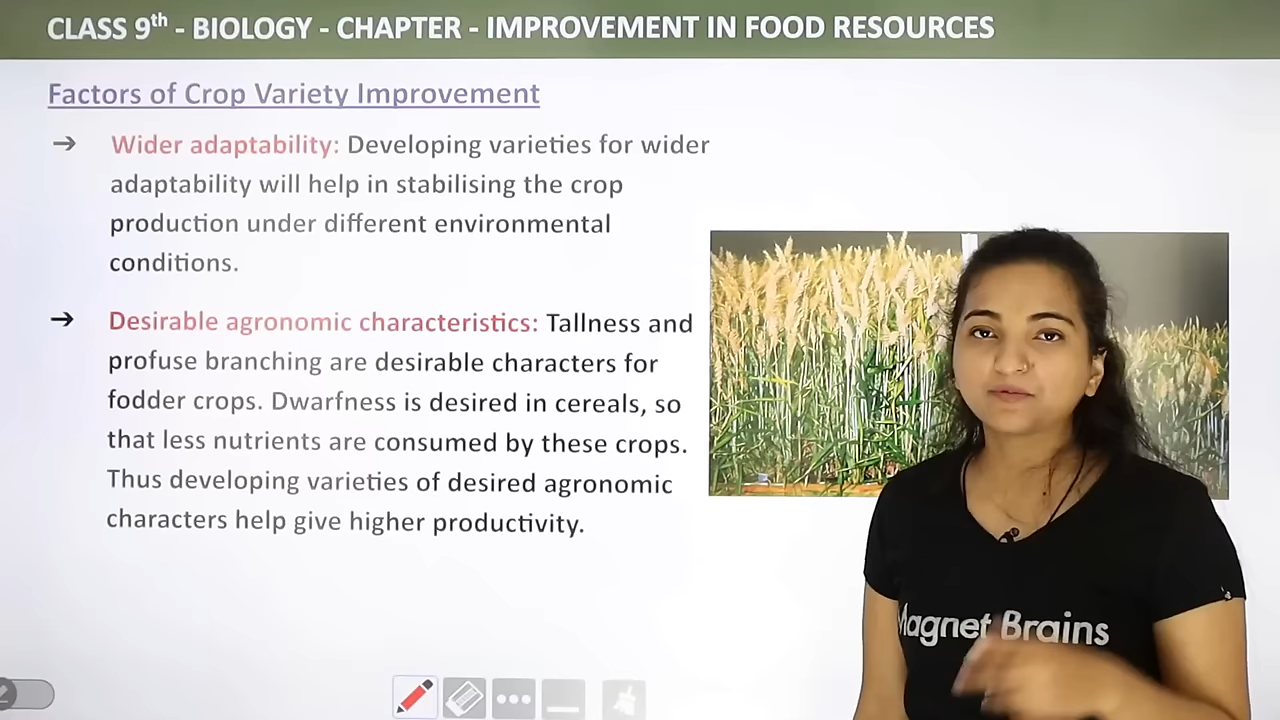 CLASS 9th - BIOLOGY - CHAPTER - IMPROVEMENT IN FOOD RESOURCES
Factors of Crop Variety Improvement
→ Wider adaptability: Developing varieties for wider
adaptability will help in stabilising the crop
production under different environmental
conditions.
→ Desirable agronomic characteristics: Tallness and
profuse branching are desirable characters for
fodder crops. Dwarfness is desired in cereals, so
that less nutrients are consumed by these crops.
Thus developing varieties of desired agronomic
characters help give higher productivity.
Magnet Brains